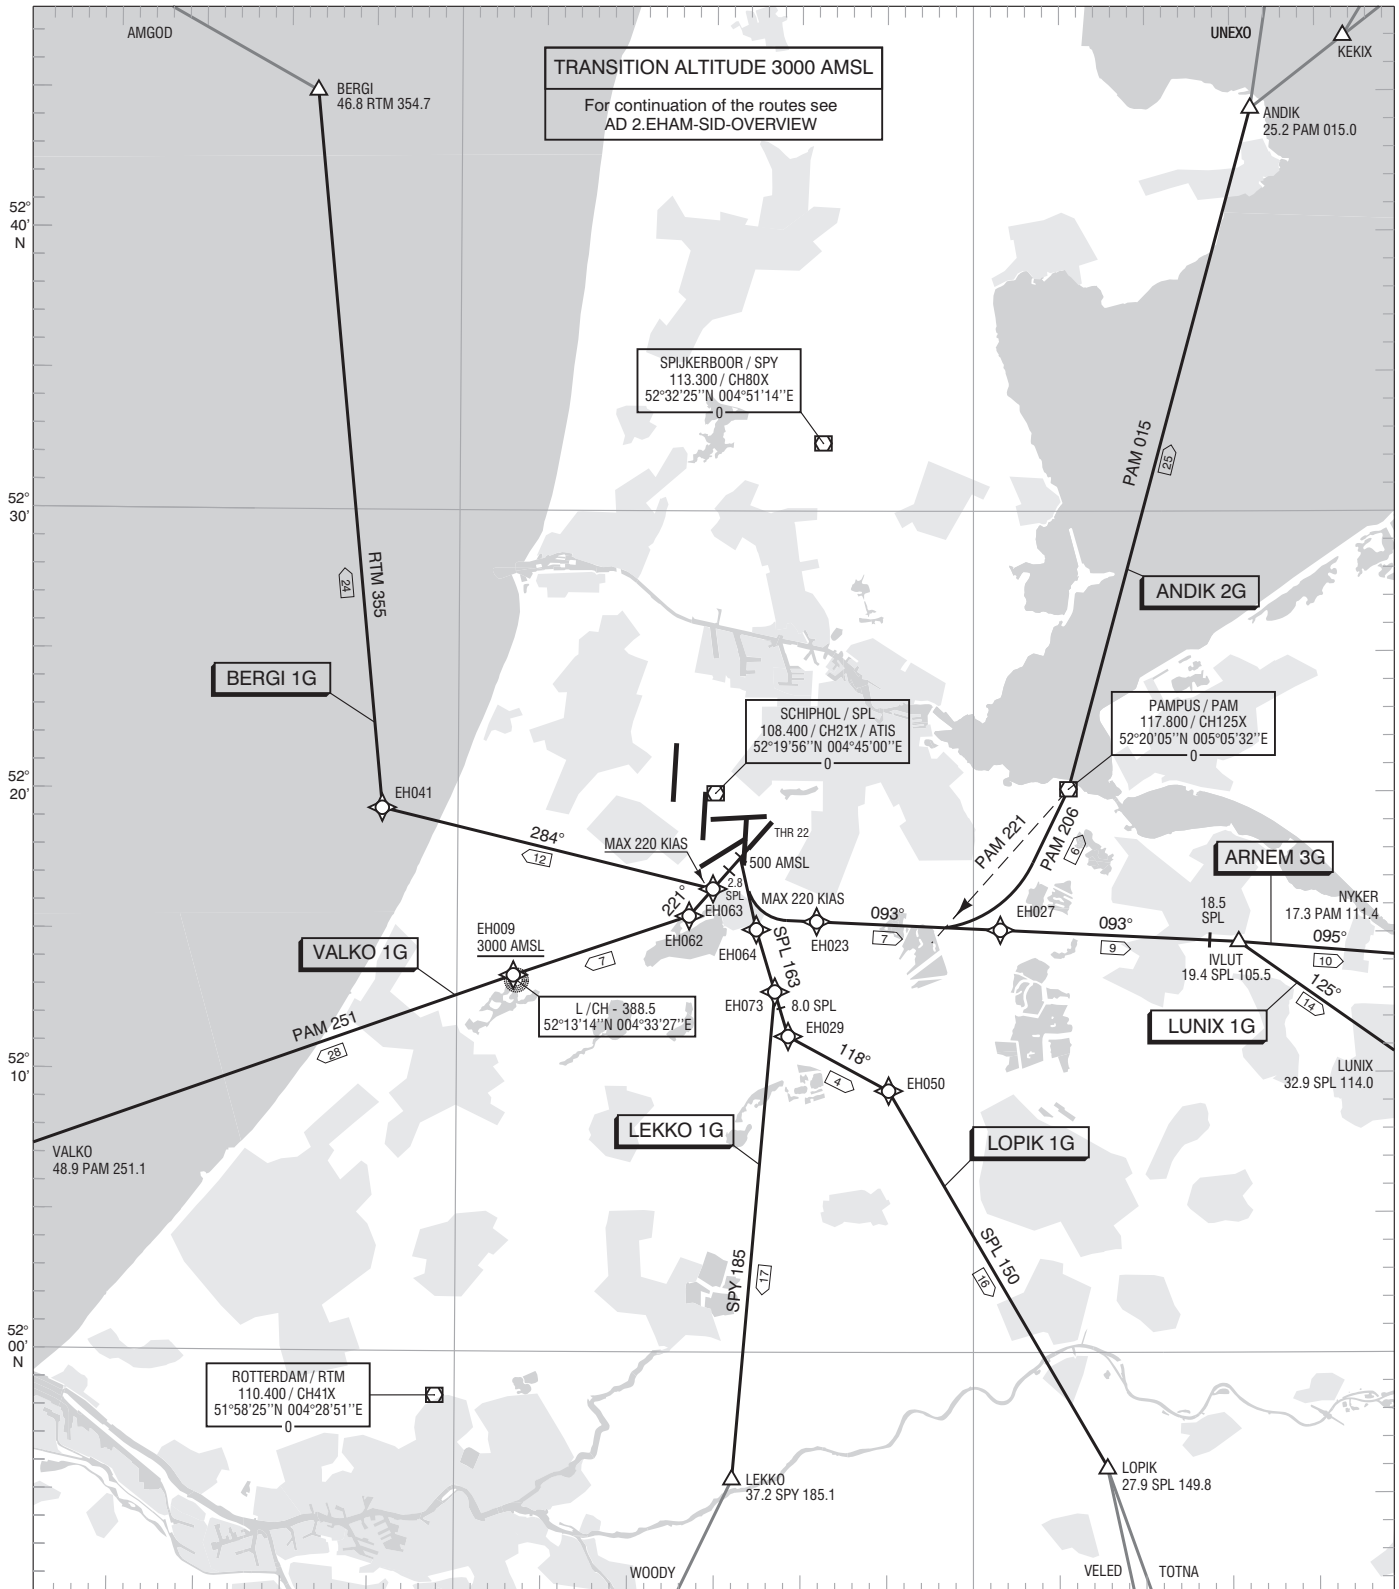 AMGOD
UNEXO
KEKIX
TRANSITION ALTITUDE 3000 AMSL
For continuation of the routes see
AD 2.EHAM-SID-OVERVIEW
BERGI
46.8 RTM 354.7
ANDIK
25.2 PAM 015.0
52°
40'
N
SPIJKERBOOR / SPY
113.300 / CH80X
52°32'25''N 004°51'14''E
0
PAM 015
25
52°
30'
RTM 355
24
ANDIK 2G
BERGI 1G
SCHIPHOL / SPL
108.400 / CH21X / ATIS
52°19'56''N 004°45'00''E
0
PAMPUS / PAM
117.800 / CH125X
52°20'05''N 005°05'32''E
0
52°
20'
EH041
284°
12
MAX 220 KIAS
THR 22
500 AMSL
PAM 221
PAM 206
6
ARNEM 3G
2.8
SPL
MAX 220 KIAS
221°
EH063
EH062
EH009
3000 AMSL
093°
7
EH027
093°
9
18.5
SPL
NYKER
17.3 PAM 111.4
095°
10
VALKO 1G
7
EH064
SPL 163
EH023
IVLUT
19.4 SPL 105.5
125°
14
L /CH - 388.5
52°13'14''N 004°33'27''E
EH073
8.0 SPL
EH029
LUNIX 1G
PAM 251
28
118°
4
EH050
52°
10'
LUNIX
32.9 SPL 114.0
LEKKO 1G
LOPIK 1G
VALKO
48.9 PAM 251.1
SPY 185
17
SPL 150
16
52°
00'
N
ROTTERDAM / RTM
110.400 / CH41X
51°58'25''N 004°28'51''E
0
LEKKO
37.2 SPY 185.1
LOPIK
27.9 SPL 149.8
WOODY
VELED
TOTNA